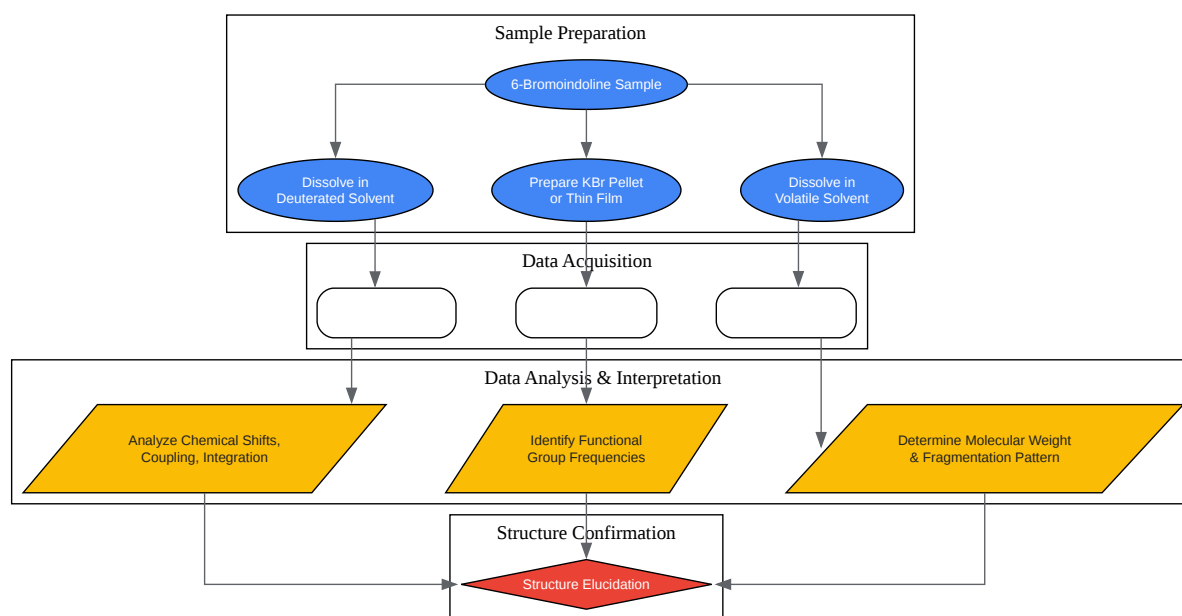 Sample Preparation
6-Bromoindoline Sample
Dissolve in
Deuterated Solvent
Prepare KBr Pellet
or Thin Film
Dissolve in
Volatile Solvent
Data Acquisition
Data Analysis & Interpretation
Analyze Chemical Shifts,
Coupling, Integration
Identify Functional
Group Frequencies
Determine Molecular Weight
& Fragmentation Pattern
Structure Confirmation
Structure Elucidation